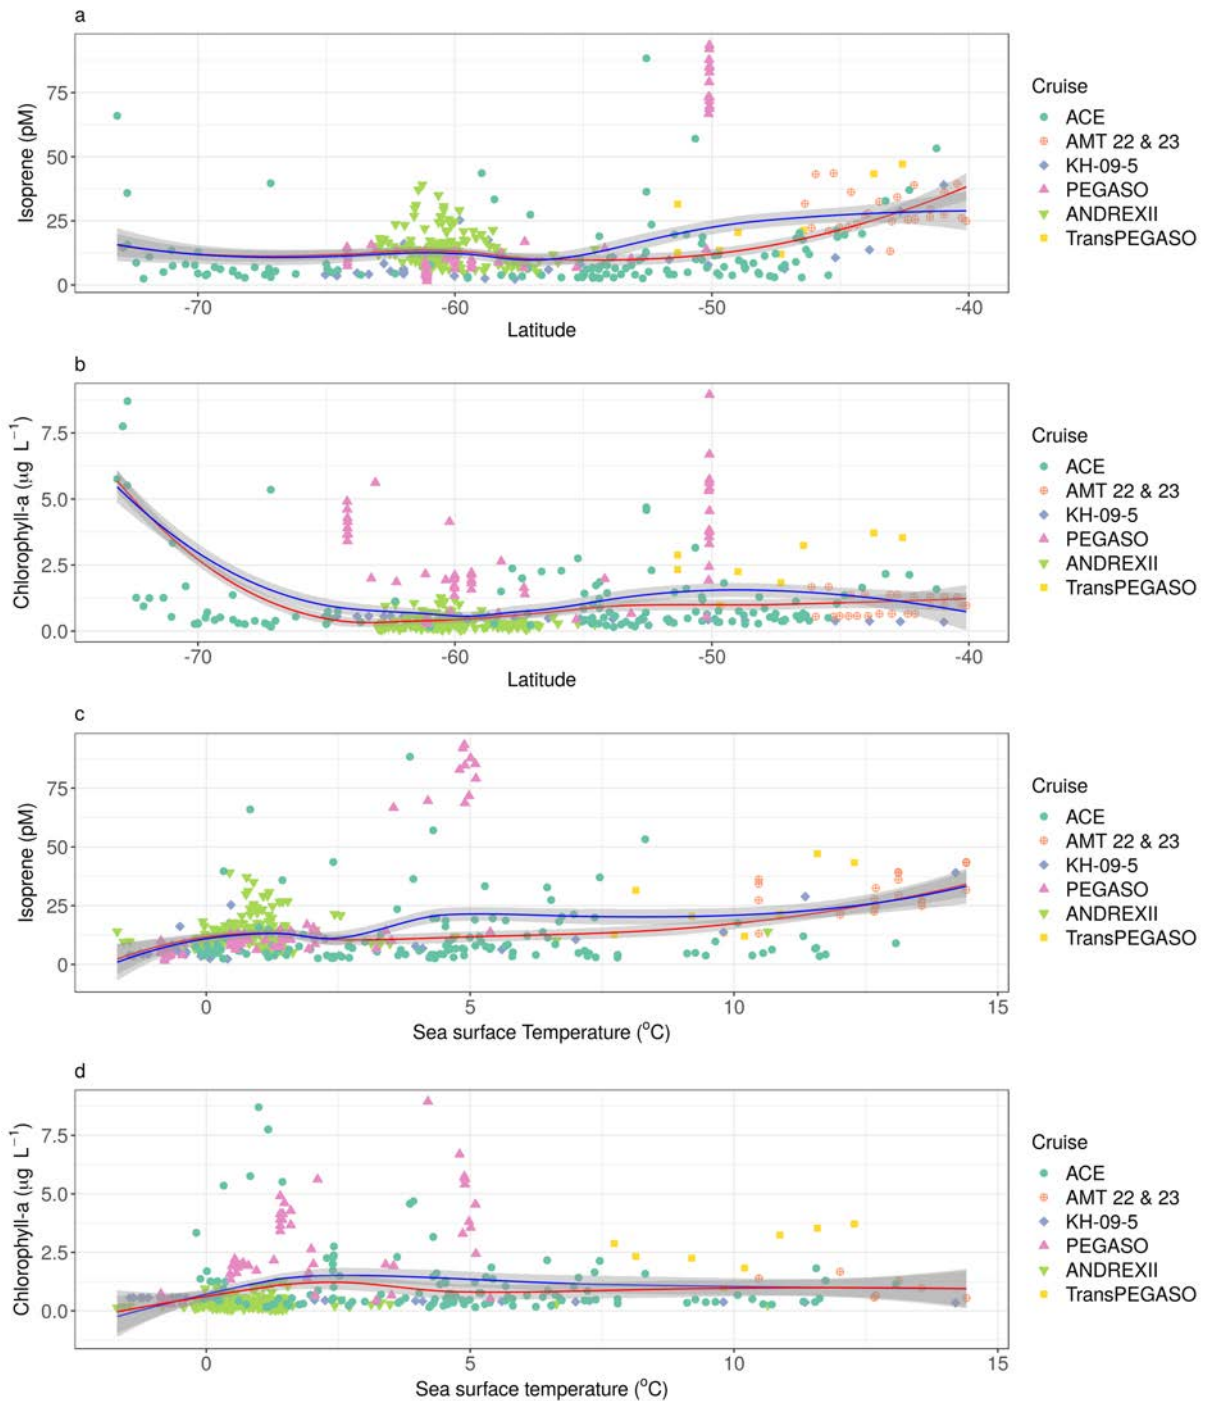 a
Isoprene (pM)
75
50
25
0
-70
-60
-50
-40
Latitude
Cruise
ACE
AMT 22 & 23
KH-09-5
PEGASO
ANDREXII
TransPEGASO
b
Chlorophyll-a (μg L⁻¹)
7.5
5.0
2.5
0.0
-70
-60
-50
-40
Latitude
Cruise
ACE
AMT 22 & 23
KH-09-5
PEGASO
ANDREXII
TransPEGASO
c
Isoprene (pM)
75
50
25
0
0
5
10
15
Sea surface Temperature (°C)
Cruise
ACE
AMT 22 & 23
KH-09-5
PEGASO
ANDREXII
TransPEGASO
d
Chlorophyll-a (μg L⁻¹)
7.5
5.0
2.5
0.0
0
5
10
15
Sea surface temperature (°C)
Cruise
ACE
AMT 22 & 23
KH-09-5
PEGASO
ANDREXII
TransPEGASO